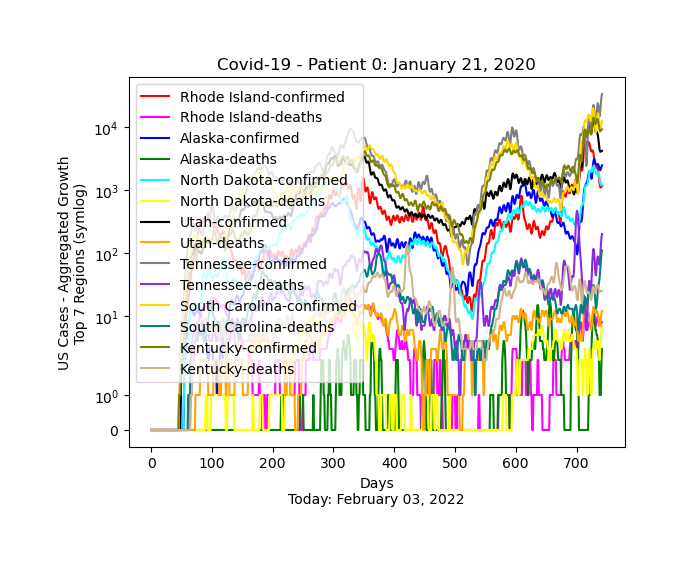 Covid-19 - Patient 0: January 21, 2020
US Cases - Aggregated Growth
Top 7 Regions (symlog)
10^4
10^3
10^2
10^1
10^0
0
Rhode Island-confirmed
Rhode Island-deaths
Alaska-confirmed
Alaska-deaths
North Dakota-confirmed
North Dakota-deaths
Utah-confirmed
Utah-deaths
Tennessee-confirmed
Tennessee-deaths
South Carolina-confirmed
South Carolina-deaths
Kentucky-confirmed
Kentucky-deaths
0 100 200 300 400 500 600 700
Days
Today: February 03, 2022